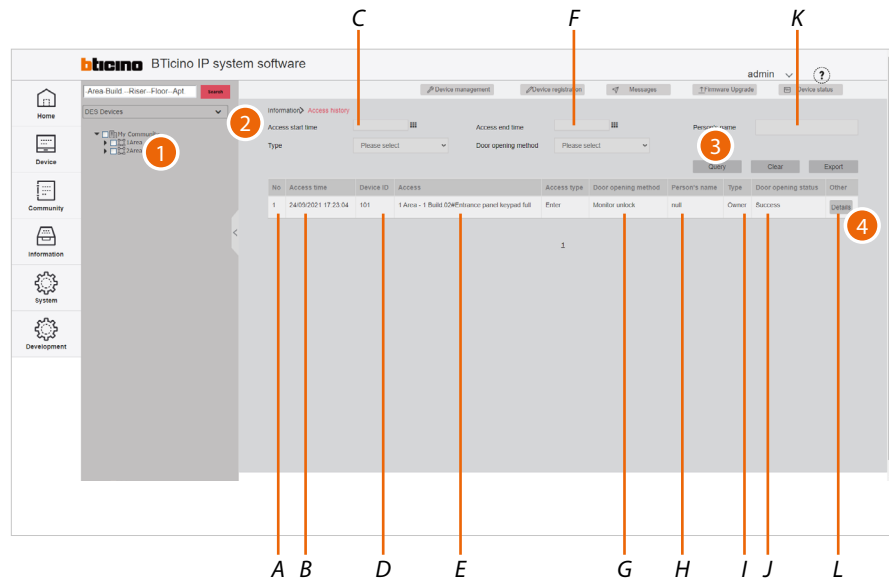 C F K
bticino BTicino IP system software
admin ?
Area-Build --Riser--Floor--Apt Search
Device management Device registration Messages Firmware Upgrade Device status
Home
DES Devices
Information Access history
2
Access start time Access end time Person's name
My Community
1Area
2Area
1
Type Please select Door opening method Please select
3
Device
Query Clear Export
No Access time Device ID Access Access type Door opening method Person's name Type Door opening status Other
1 24/09/2021 17:23:04 101 1 Area - 1 Build 02#Entrance panel keypad full Enter Monitor unlock null Owner Success Details
4
Community
<
1
Information
System
Development
A B D E G H I J L